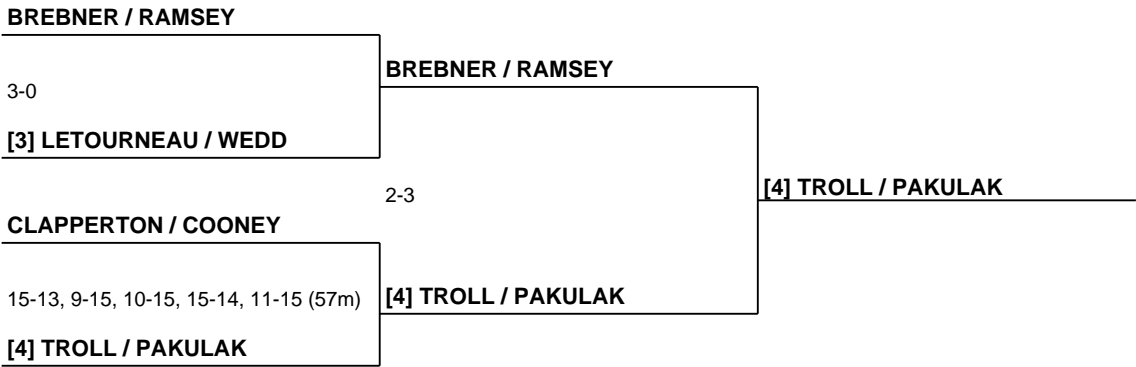 BREBNER / RAMSEY
BREBNER / RAMSEY
3-0
[3] LETOURNEAU / WEDD
2-3
[4] TROLL / PAKULAK
CLAPPERTON / COONEY
15-13, 9-15, 10-15, 15-14, 11-15 (57m)
[4] TROLL / PAKULAK
[4] TROLL / PAKULAK